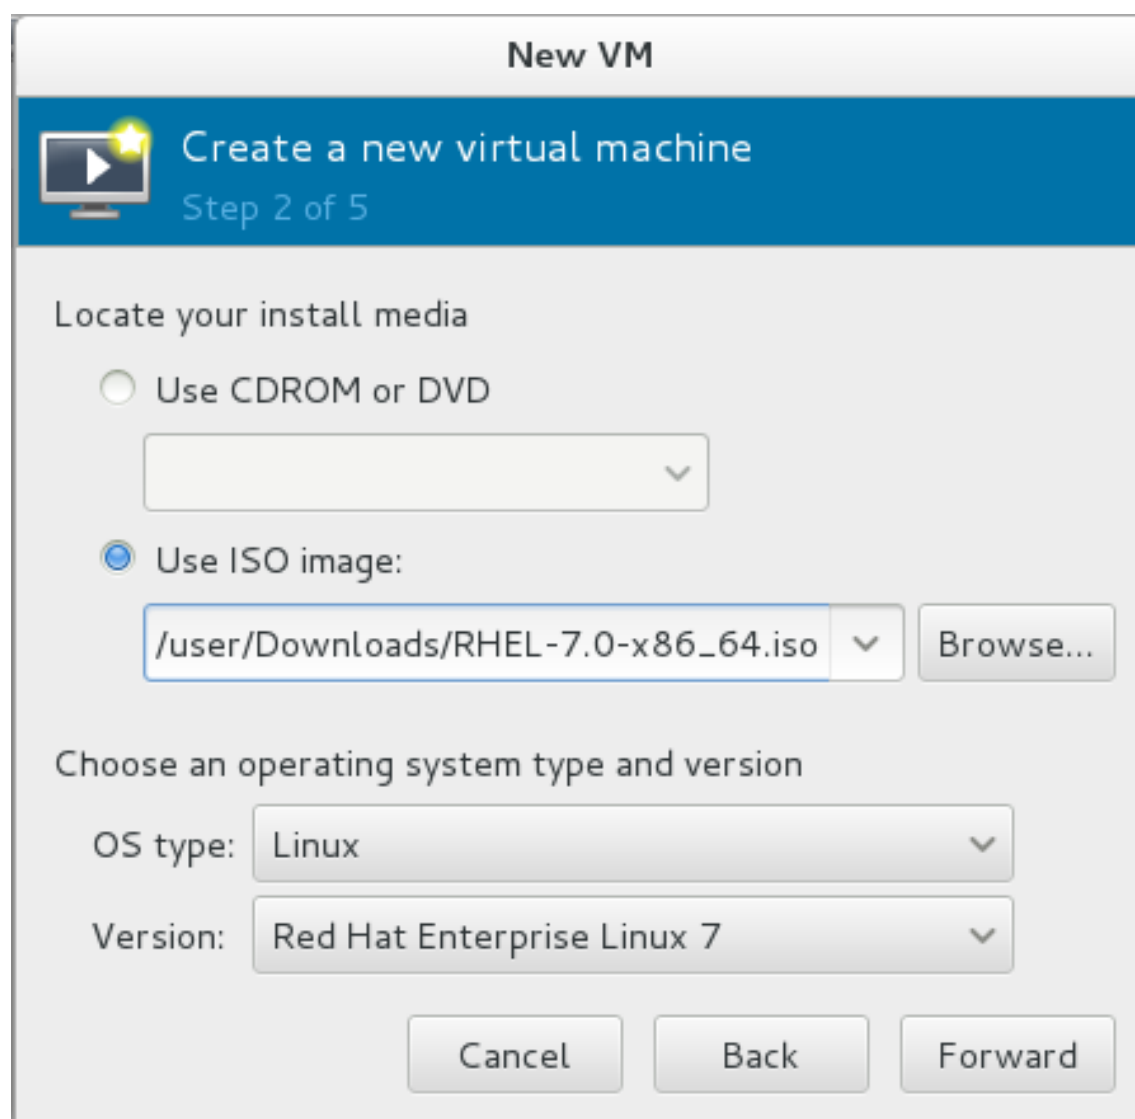 New VM
Create a new virtual machine
Step 2 of 5
Locate your install media
Use CDROM or DVD
Use ISO image:
/user/Downloads/RHEL-7.0-x86_64.iso Browse...
Choose an operating system type and version
OS type: Linux
Version: Red Hat Enterprise Linux 7
Cancel Back Forward